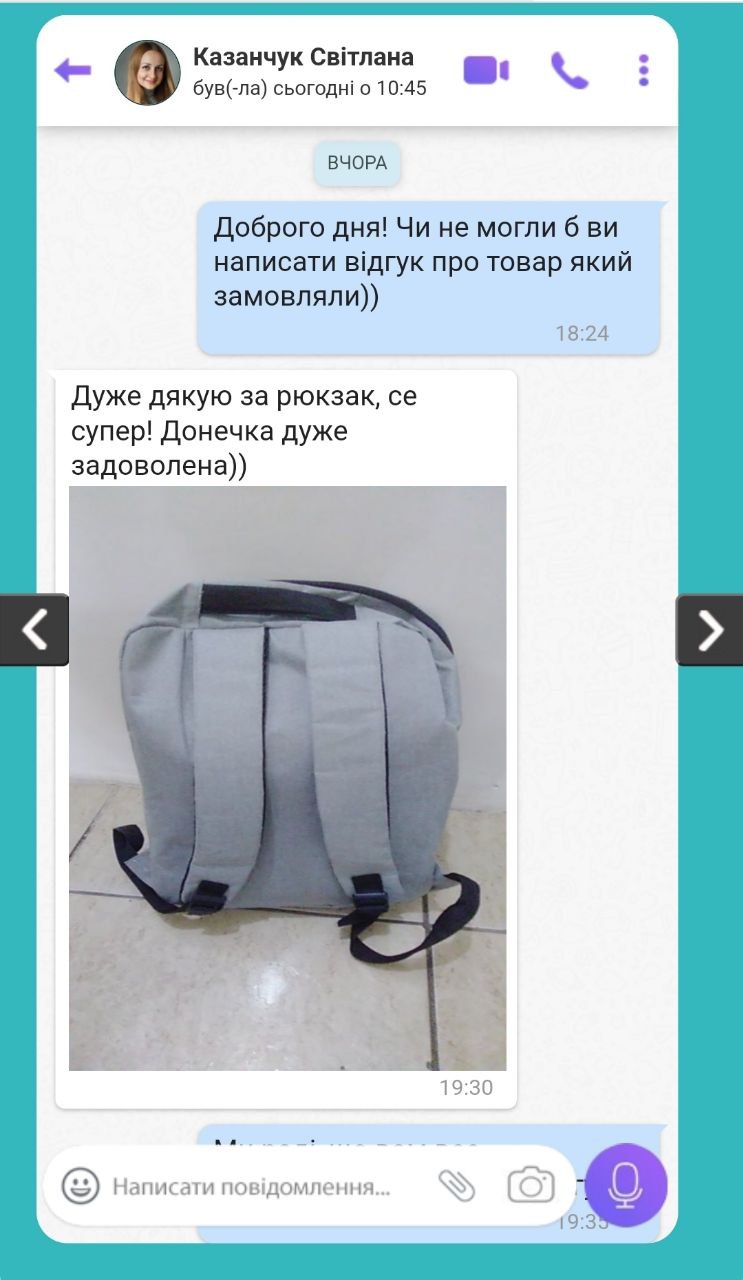 Казанчук Світлана
був(-ла) сьогодні о 10:45
ВЧОРА
Доброго дня! Чи не могли б ви
написати відгук про товар який
замовляли))
18:24
Дуже дякую за рюкзак, се
супер! Донечка дуже
задоволена))
19:30
Написати повідомлення...
19:35